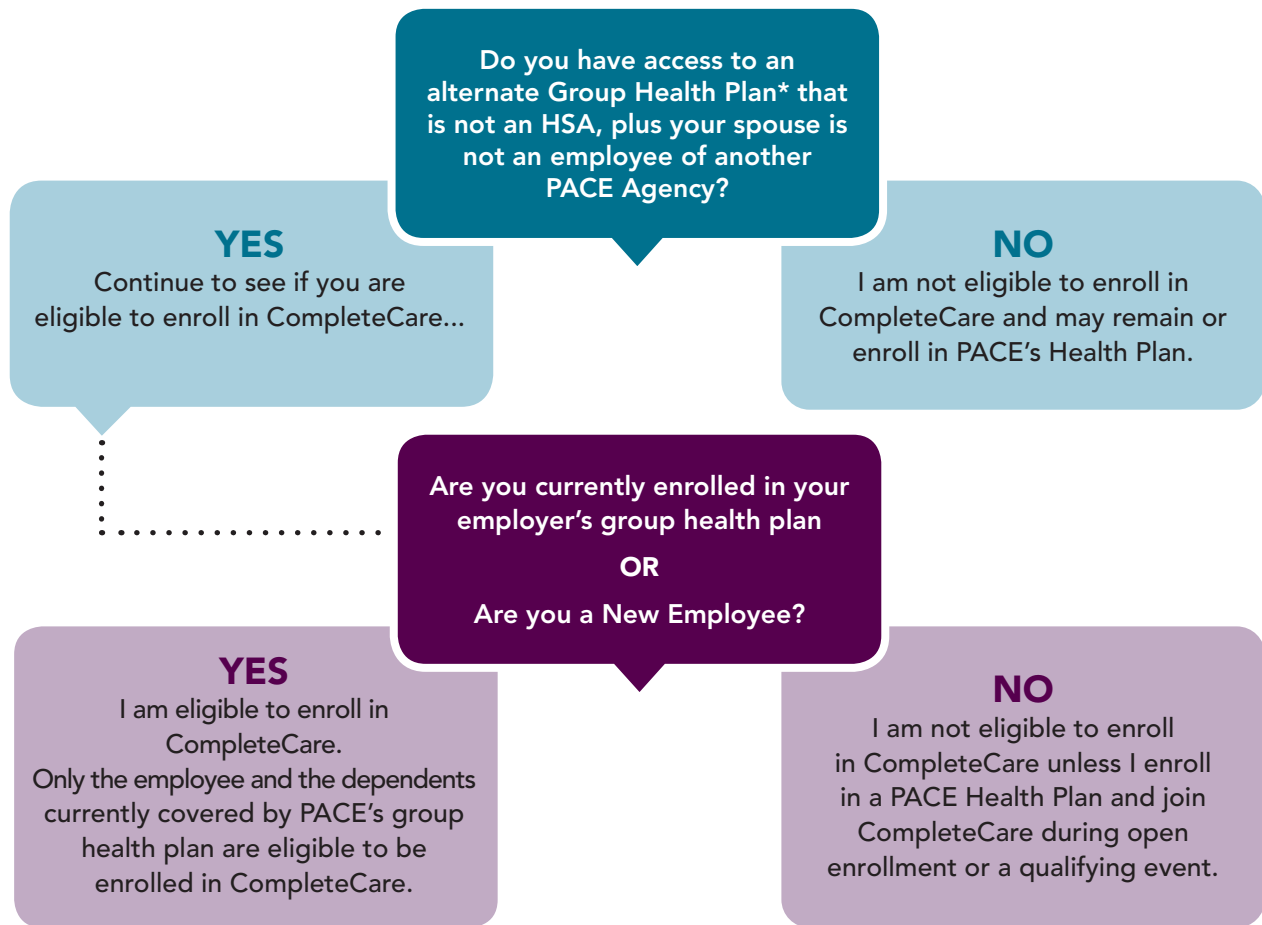 Do you have access to an
alternate Group Health Plan* that
is not an HSA, plus your spouse is
not an employee of another
PACE Agency?
YES
Continue to see if you are
eligible to enroll in CompleteCare...
NO
I am not eligible to enroll in
CompleteCare and may remain or
enroll in PACE’s Health Plan.
Are you currently enrolled in your
employer’s group health plan
OR
Are you a New Employee?
YES
I am eligible to enroll in
CompleteCare.
Only the employee and the dependents
currently covered by PACE’s group
health plan are eligible to be
enrolled in CompleteCare.
NO
I am not eligible to enroll
in CompleteCare unless I enroll
in a PACE Health Plan and join
CompleteCare during open
enrollment or a qualifying event.